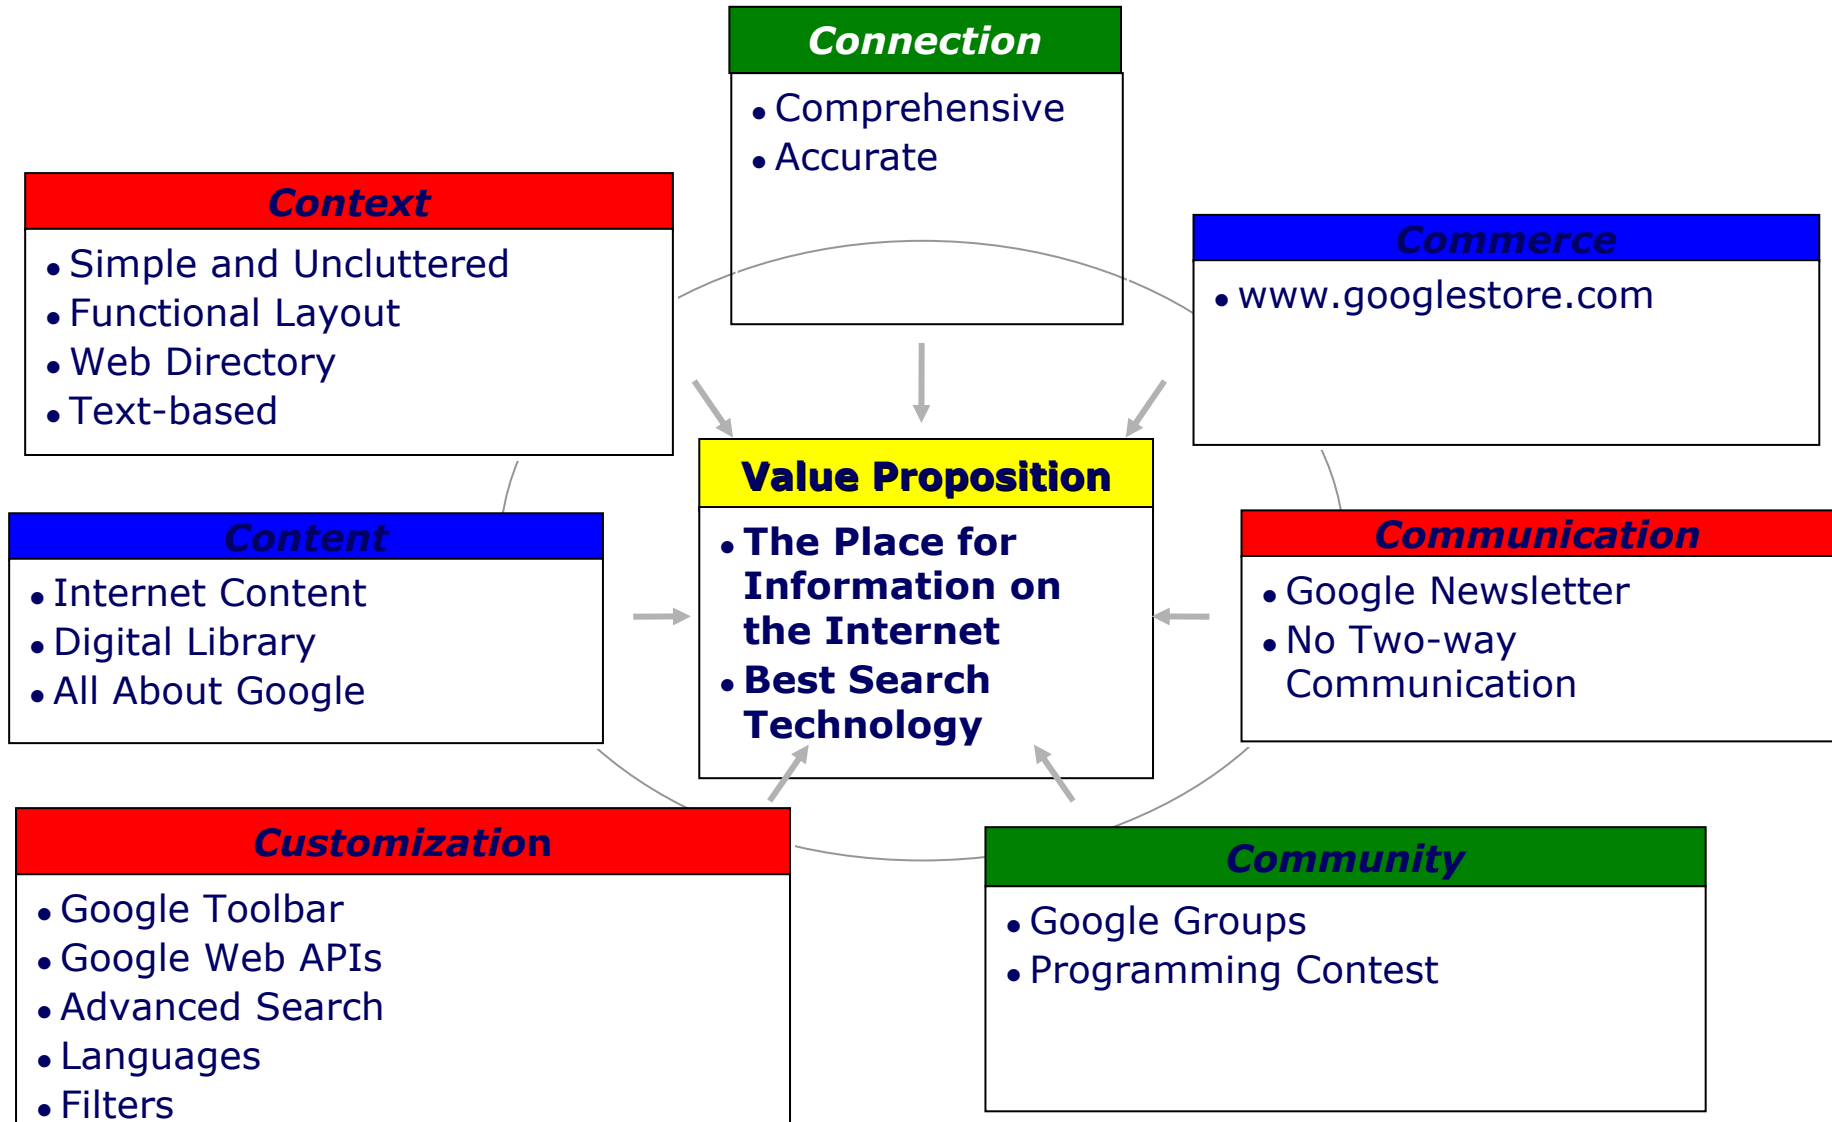 Connection
• Comprehensive
• Accurate
Context
• Simple and Uncluttered
• Functional Layout
• Web Directory
• Text-based
Commerce
• www.googlestore.com
Value Proposition
• The Place for
Information on
the Internet
• Best Search
Technology
Content
• Internet Content
• Digital Library
• All About Google
Communication
• Google Newsletter
• No Two-way
Communication
Customization
• Google Toolbar
• Google Web APIs
• Advanced Search
• Languages
• Filters
Community
• Google Groups
• Programming Contest